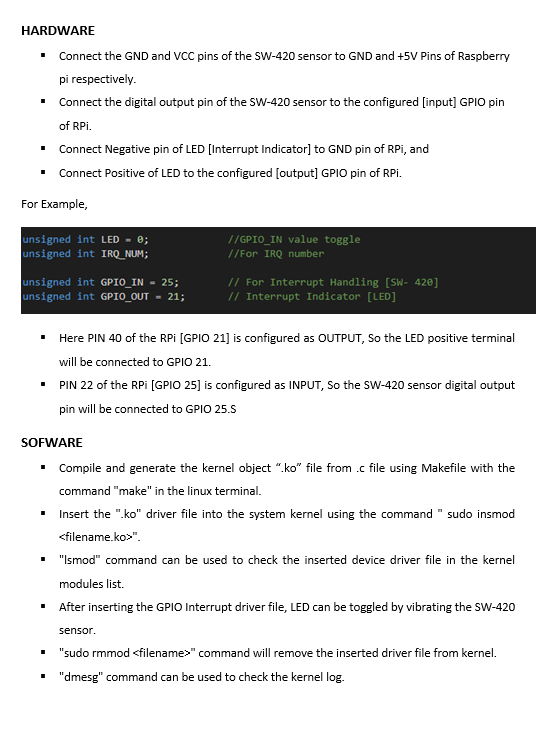 HARDWARE
▪ Connect the GND and VCC pins of the SW-420 sensor to GND and +5V Pins of Raspberry
pi respectively.
▪ Connect the digital output pin of the SW-420 sensor to the configured [input] GPIO pin
of RPi.
▪ Connect Negative pin of LED [Interrupt Indicator] to GND pin of RPi, and
▪ Connect Positive of LED to the configured [output] GPIO pin of RPi.
For Example,
unsigned int LED = 0; //GPIO_IN value toggle
unsigned int IRQ_NUM; //For IRQ number
unsigned int GPIO_IN = 25; // For Interrupt Handling [SW- 420]
unsigned int GPIO_OUT = 21; // Interrupt Indicator [LED]
▪ Here PIN 40 of the RPi [GPIO 21] is configured as OUTPUT, So the LED positive terminal
will be connected to GPIO 21.
▪ PIN 22 of the RPi [GPIO 25] is configured as INPUT, So the SW-420 sensor digital output
pin will be connected to GPIO 25.S
SOFWARE
▪ Compile and generate the kernel object “.ko” file from .c file using Makefile with the
command "make" in the linux terminal.
▪ Insert the ".ko" driver file into the system kernel using the command " sudo insmod
<filename.ko>".
▪ "lsmod" command can be used to check the inserted device driver file in the kernel
modules list.
▪ After inserting the GPIO Interrupt driver file, LED can be toggled by vibrating the SW-420
sensor.
▪ "sudo rmmod <filename>" command will remove the inserted driver file from kernel.
▪ "dmesg" command can be used to check the kernel log.